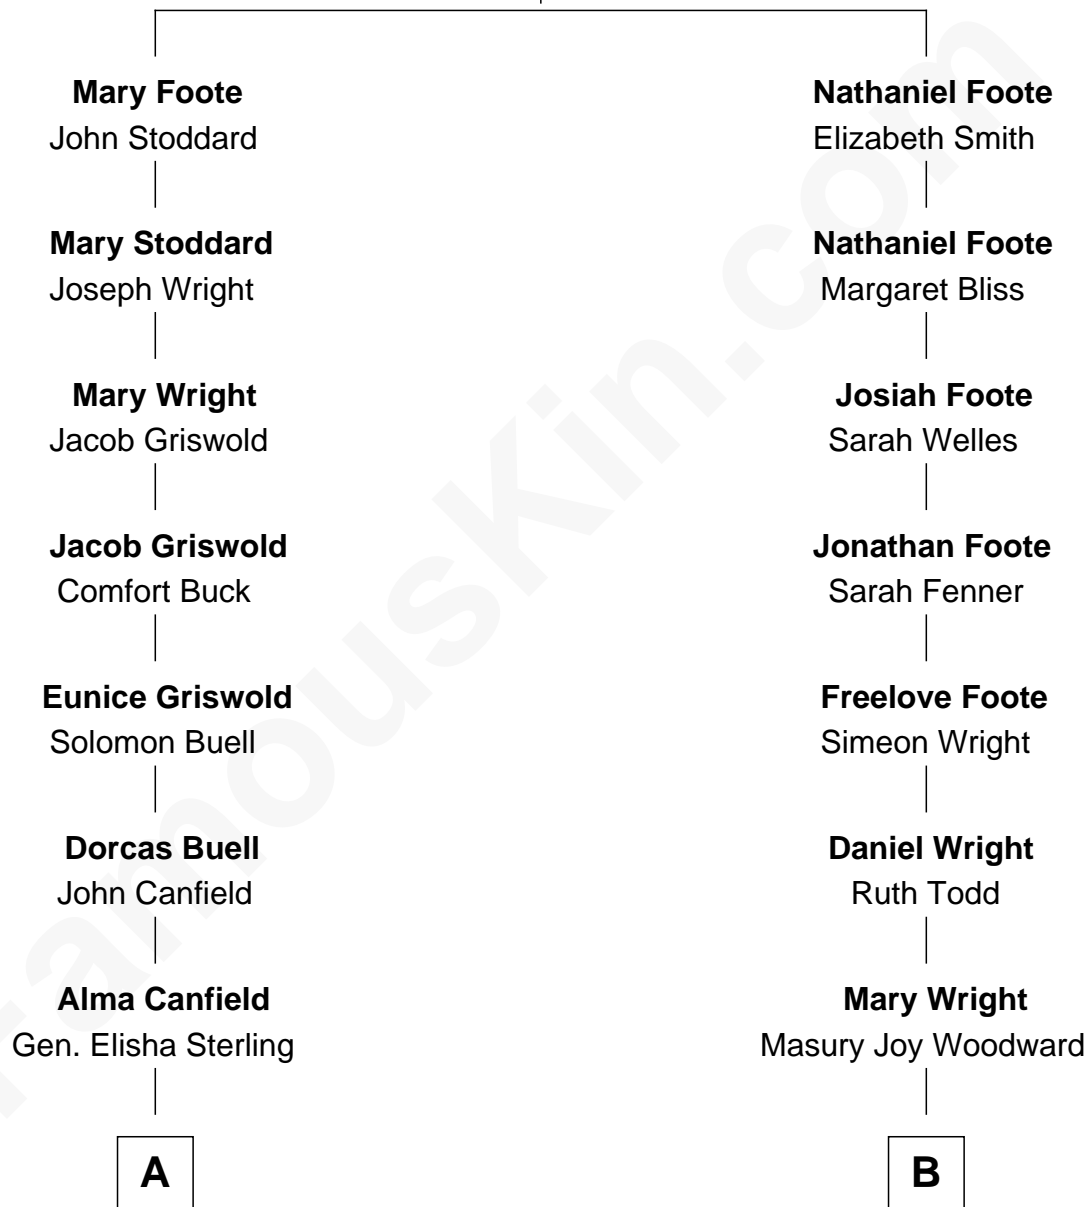 Mary Foote
John Stoddard
Nathaniel Foote
Elizabeth Smith
Mary Stoddard
Joseph Wright
Nathaniel Foote
Margaret Bliss
Mary Wright
Jacob Griswold
Josiah Foote
Sarah Welles
Jacob Griswold
Comfort Buck
Jonathan Foote
Sarah Fenner
Eunice Griswold
Solomon Buell
Freelove Foote
Simeon Wright
Dorcas Buell
John Canfield
Daniel Wright
Ruth Todd
Alma Canfield
Gen. Elisha Sterling
Mary Wright
Masury Joy Woodward
A
B
FamousKin.com